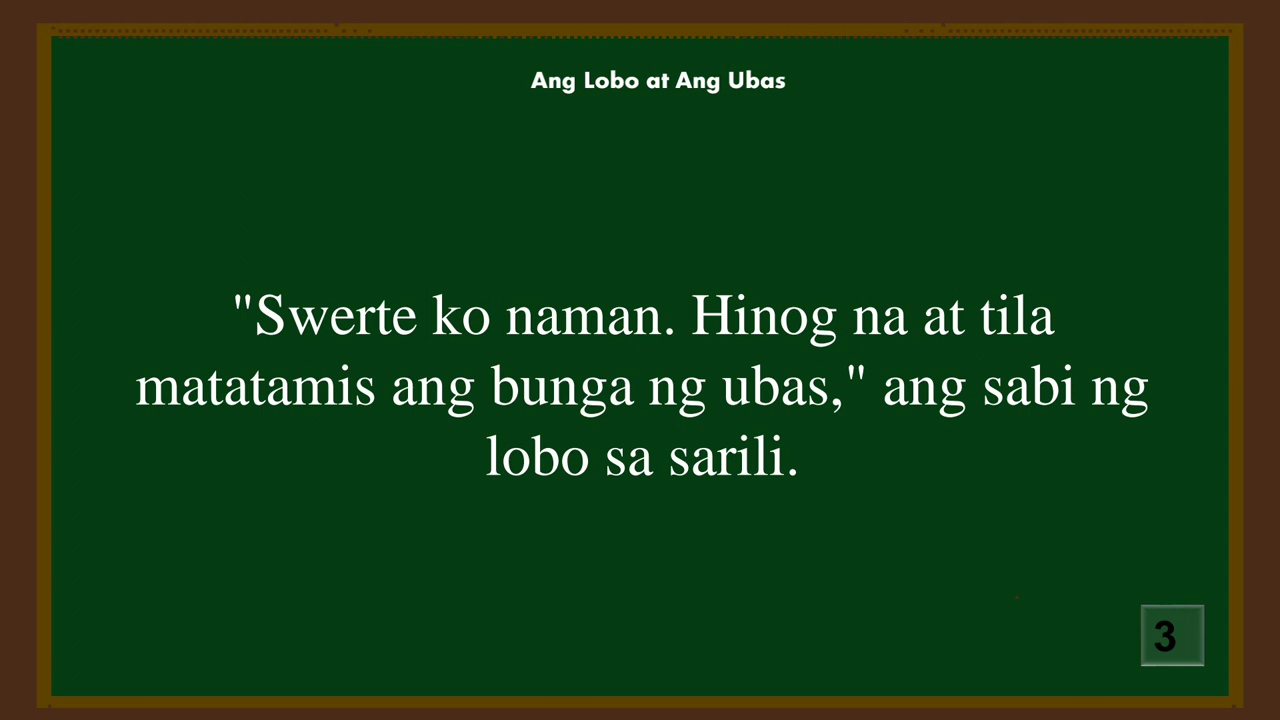 Ang Lobo at Ang Ubas
"Swerte ko naman. Hinog na at tila
matatamis ang bunga ng ubas," ang sabi ng
lobo sa sarili.
3